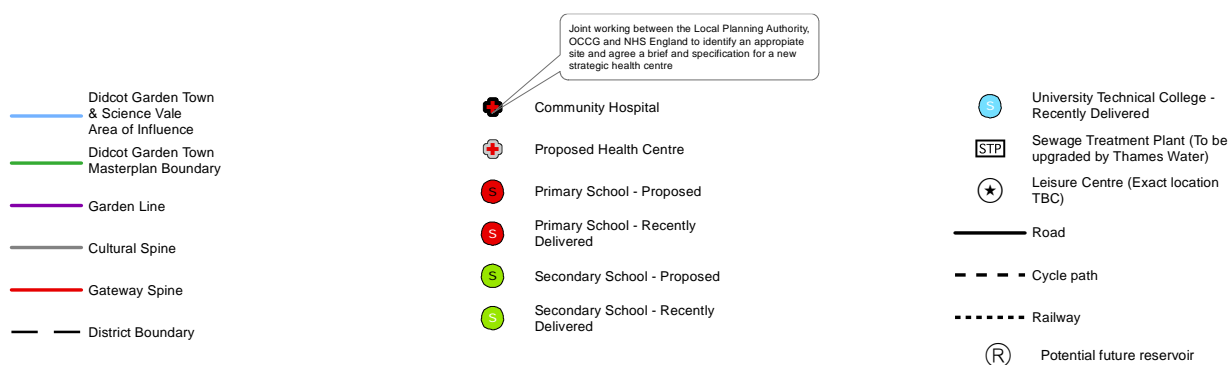 Joint working between the Local Planning Authority,
OCCG and NHS England to identify an appropiate
site and agree a brief and specification for a new
strategic health centre
Didcot Garden Town
& Science Vale
Area of Influence
Didcot Garden Town
Masterplan Boundary
Garden Line
Cultural Spine
Gateway Spine
District Boundary
Community Hospital
Proposed Health Centre
S
Primary School - Proposed
S
Primary School - Recently
Delivered
S
Secondary School - Proposed
S
Secondary School - Recently
Delivered
S
University Technical College -
Recently Delivered
STP
Sewage Treatment Plant (To be
upgraded by Thames Water)
Leisure Centre (Exact location
TBC)
Road
Cycle path
Railway
R
Potential future reservoir